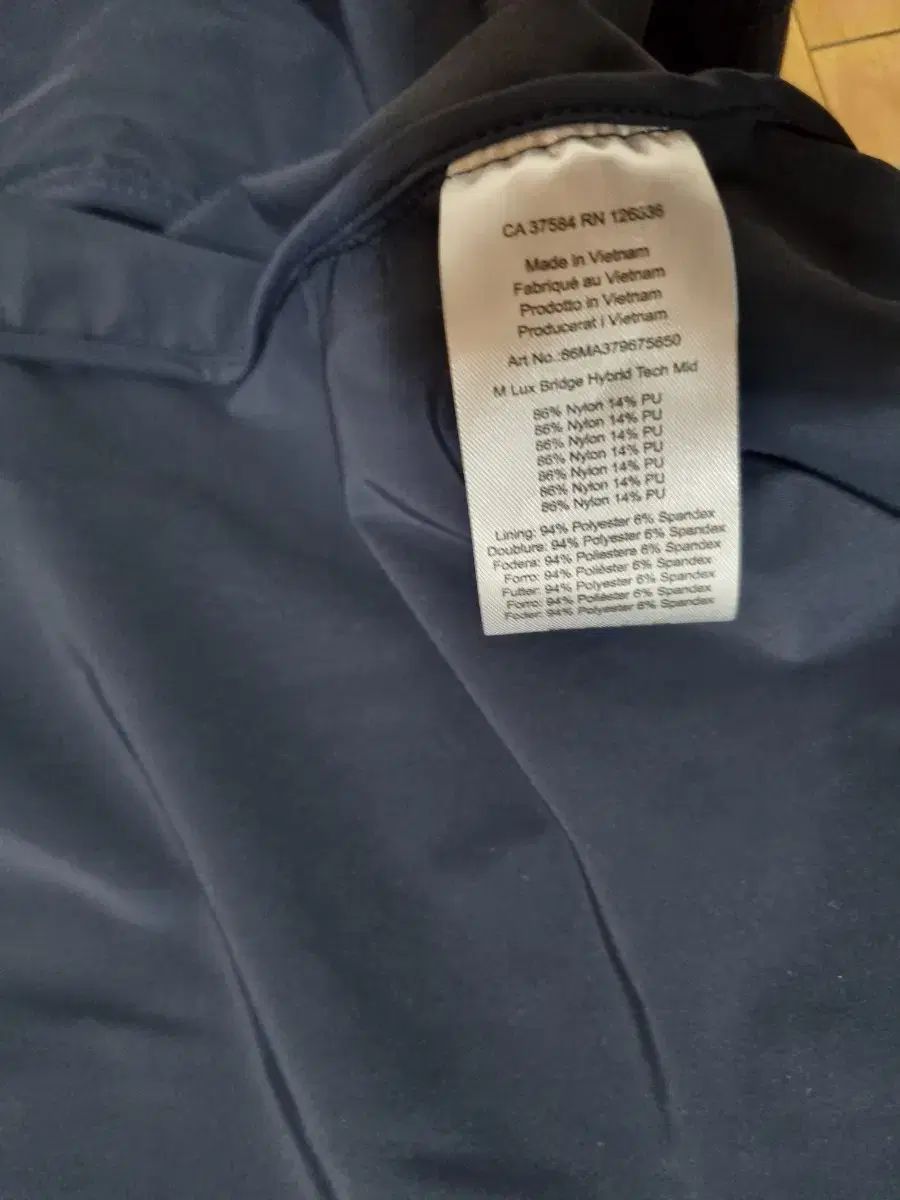 CA 37584 RN 126336
Made in Vietnam
Fabriqué au Vietnam
Prodotto in Vietnam
Producerat i Vietnam
Art No.:86MA379675650
M Lux Bridge Hybrid Tech Mid
86% Nylon 14% PU
86% Nylon 14% PU
86% Nylon 14% PU
86% Nylon 14% PU
86% Nylon 14% PU
86% Nylon 14% PU
86% Nylon 14% PU
Lining: 94% Polyester 6% Spandex
Doublure: 94% Polyester 6% Spandex
Fodera: 94% Poliestere 6% Spandex
Forro: 94% Poliéster 6% Spandex
Futter: 94% Polyester 6% Spandex
Forro: 94% Poliéster 6% Spandex
Foder: 94% Polyester 6% Spandex